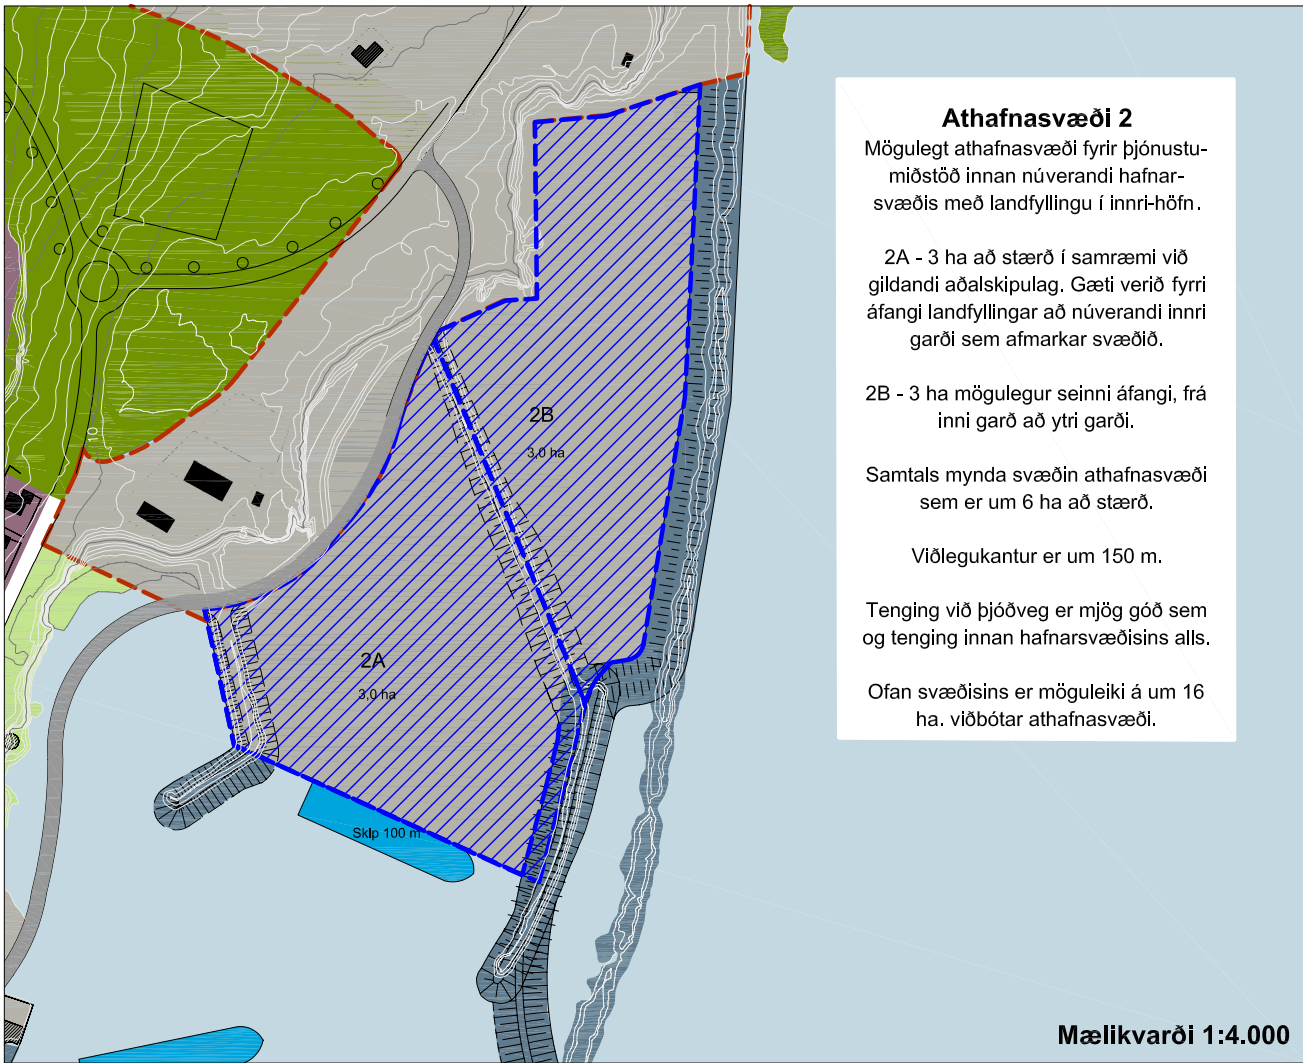 Athafnasvæði 2
Mögulegt athafnasvæði fyrir þjónustu-
miðstöð innan núverandi hafnar-
svæðis með landfyllingu í innri-höfn.
2A - 3 ha að stærð í samræmi við
gildandi aðalskipulag. Gæti verið fyrri
áfangi landfyllingar að núverandi innri
garði sem afmarkar svæðið.
2B - 3 ha mögulegur seinni áfangi, frá
inni garð að ytri garði.
Samtals mynda svæðin athafnasvæði
sem er um 6 ha að stærð.
Viðlegukantur er um 150 m.
Tenging við þjóðveg er mjög góð sem
og tenging innan hafnarsvæðisins alls.
Ofan svæðisins er möguleiki á um 16
ha. viðbótar athafnasvæði.
2B
3,0 ha
10
2A
3,0 ha
Skip 100 m
Mælikvarði 1:4.000